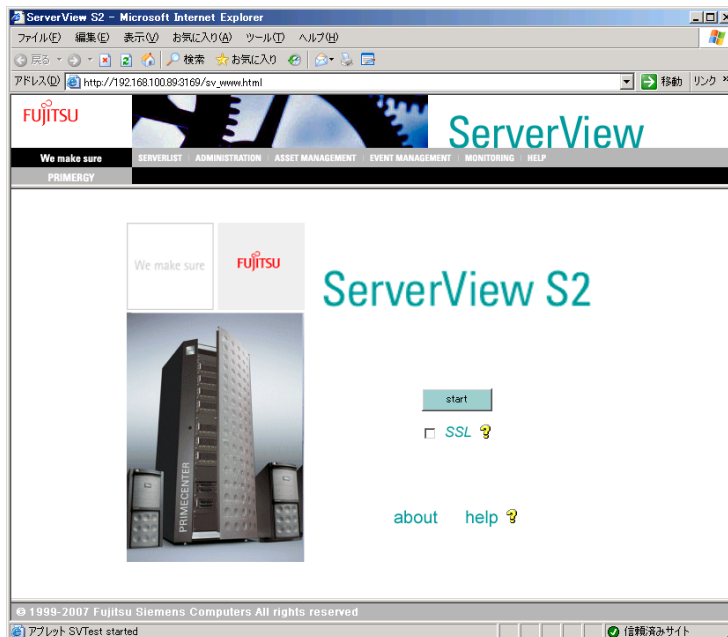 ServerView S2 - Microsoft Internet Explorer
ファイル(F) 編集(E) 表示(V) お気に入り(A) ツール(T) ヘルプ(H)
戻る 検索 お気に入り
アドレス(D) http://192.168.100.89:3169/sv_www.html 移動 リンク »
FUJITSU
ServerView
We make sure SERVERLIST | ADMINISTRATION | ASSET MANAGEMENT | EVENT MANAGEMENT | MONITORING | HELP
PRIMERGY
We make sure FUJITSU
ServerView S2
start
SSL ?
PRIMECENTER
about help ?
© 1999-2007 Fujitsu Siemens Computers All rights reserved
アプレット SVTest started 信頼済みサイト